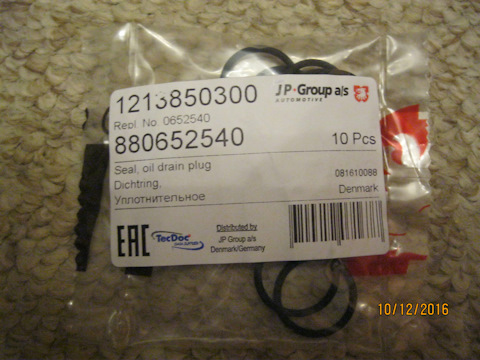 1213850300
JP•Group a/s
AUTOMOTIVE
Repl. No. 0652540
880652540
10 Pcs
Seal, oil drain plug
Dichtring,
Уплотнительное
081610088
Denmark
EAC
TecDoc
Distributed by
JP Group a/s
Denmark/Germany
10/12/2016